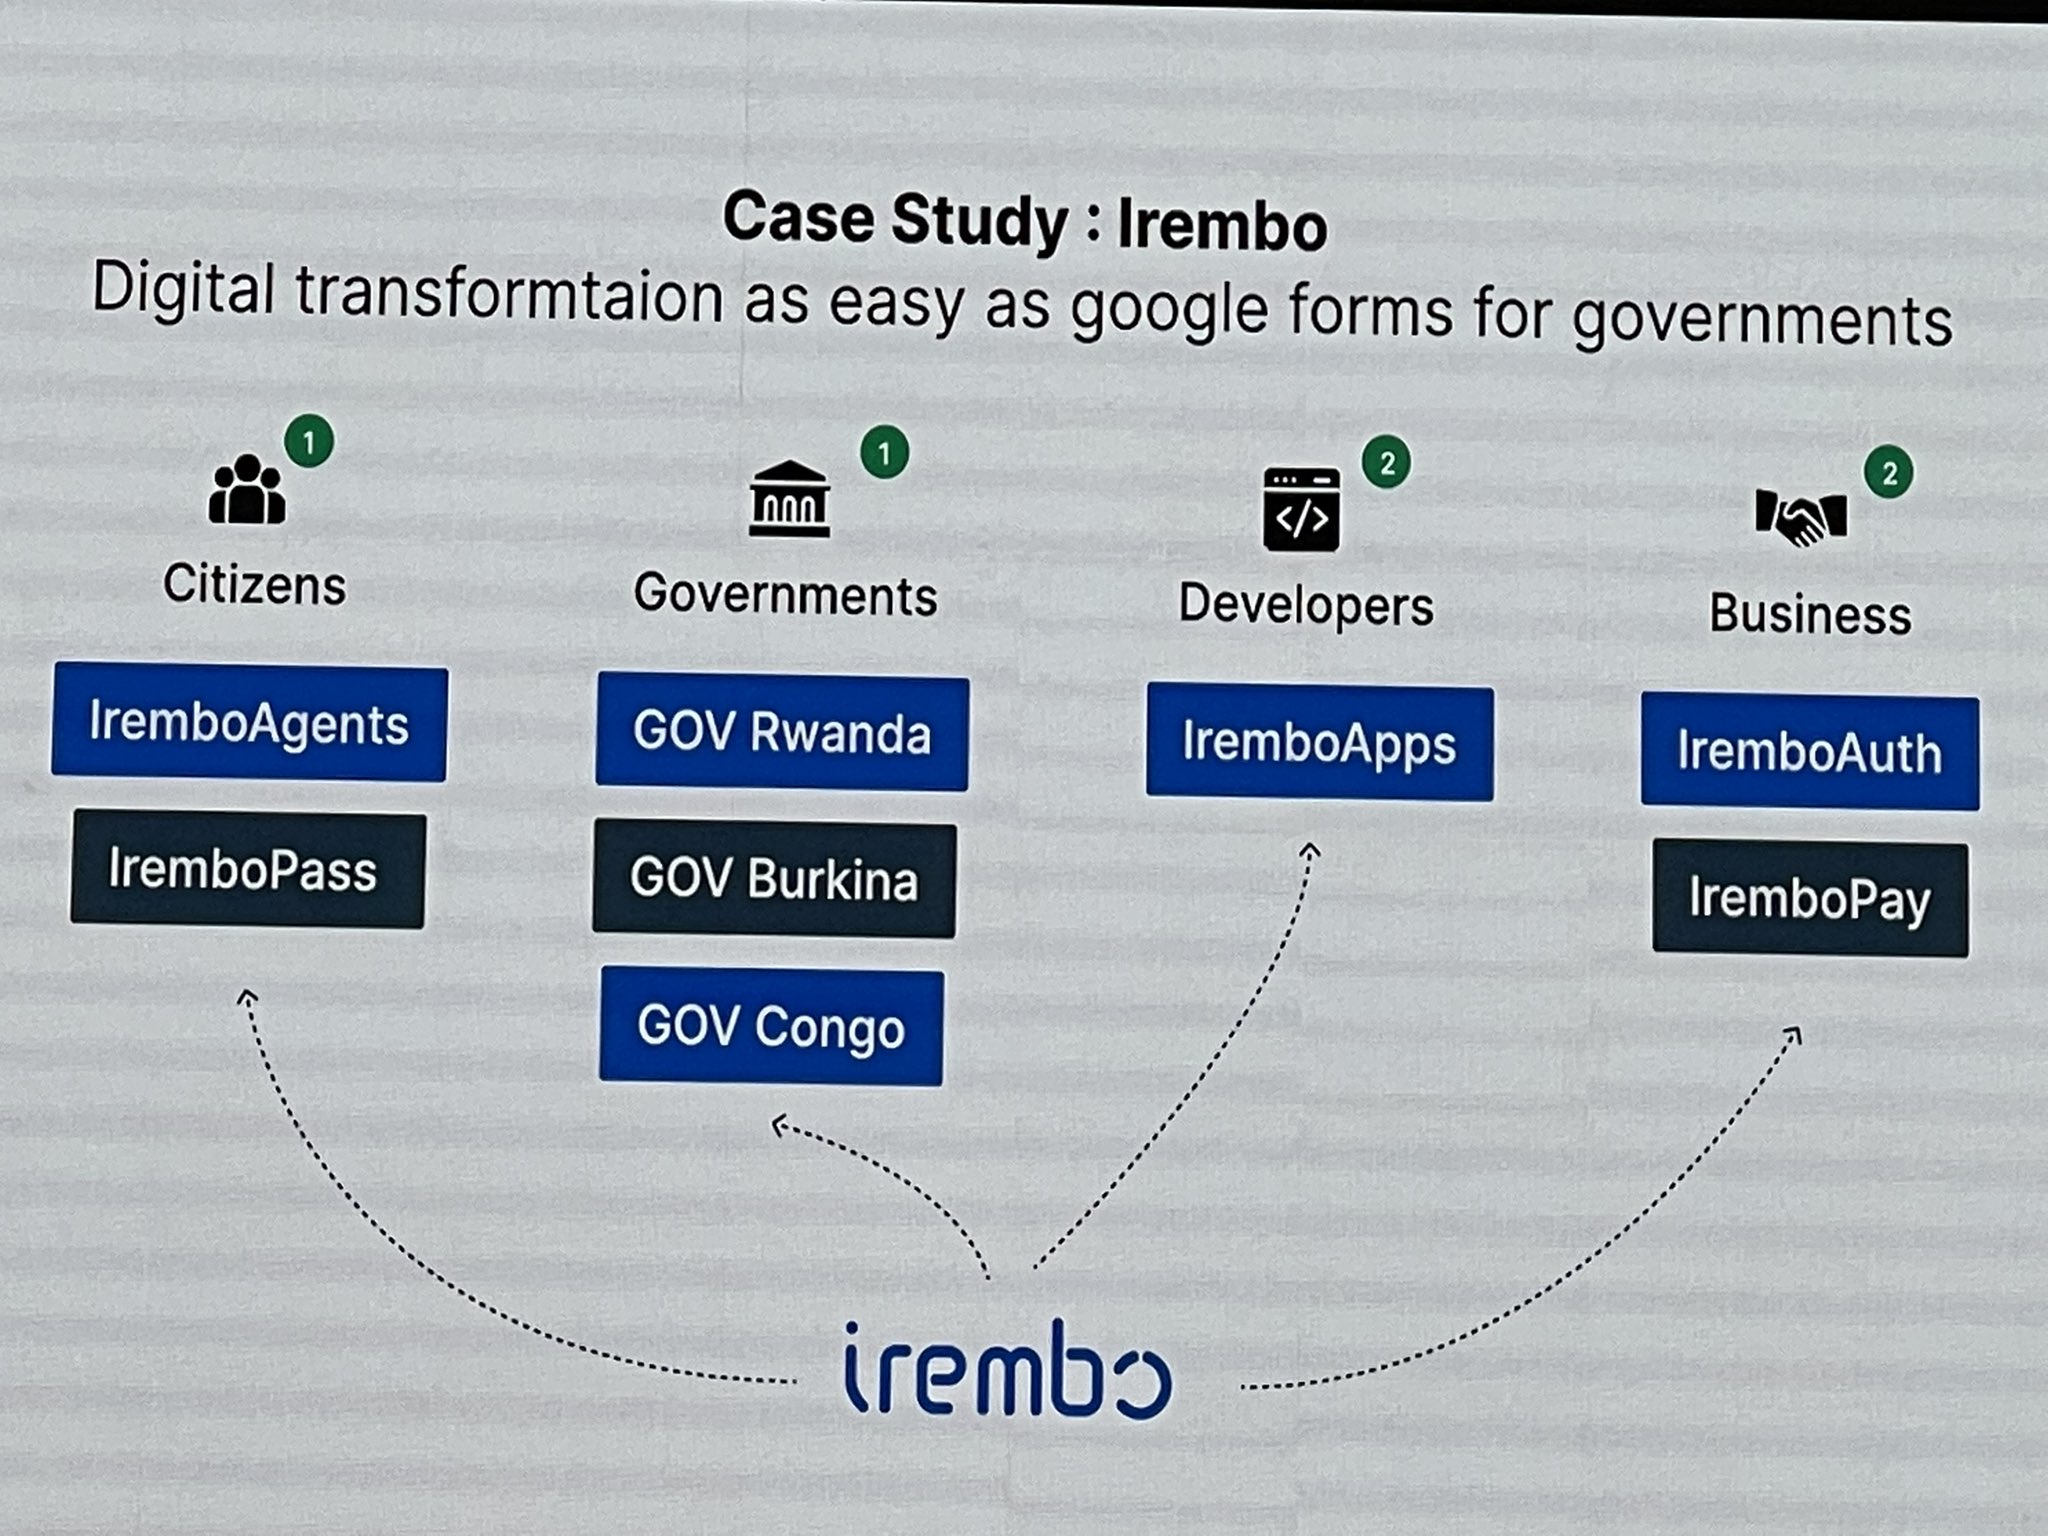 Case Study : Irembo
Digital transformtaion as easy as google forms for governments
1
1
2
2
</>
Citizens
Governments
Developers
Business
IremboAgents
GOV Rwanda
IremboApps
IremboAuth
IremboPass
GOV Burkina
IremboPay
GOV Congo
irembo